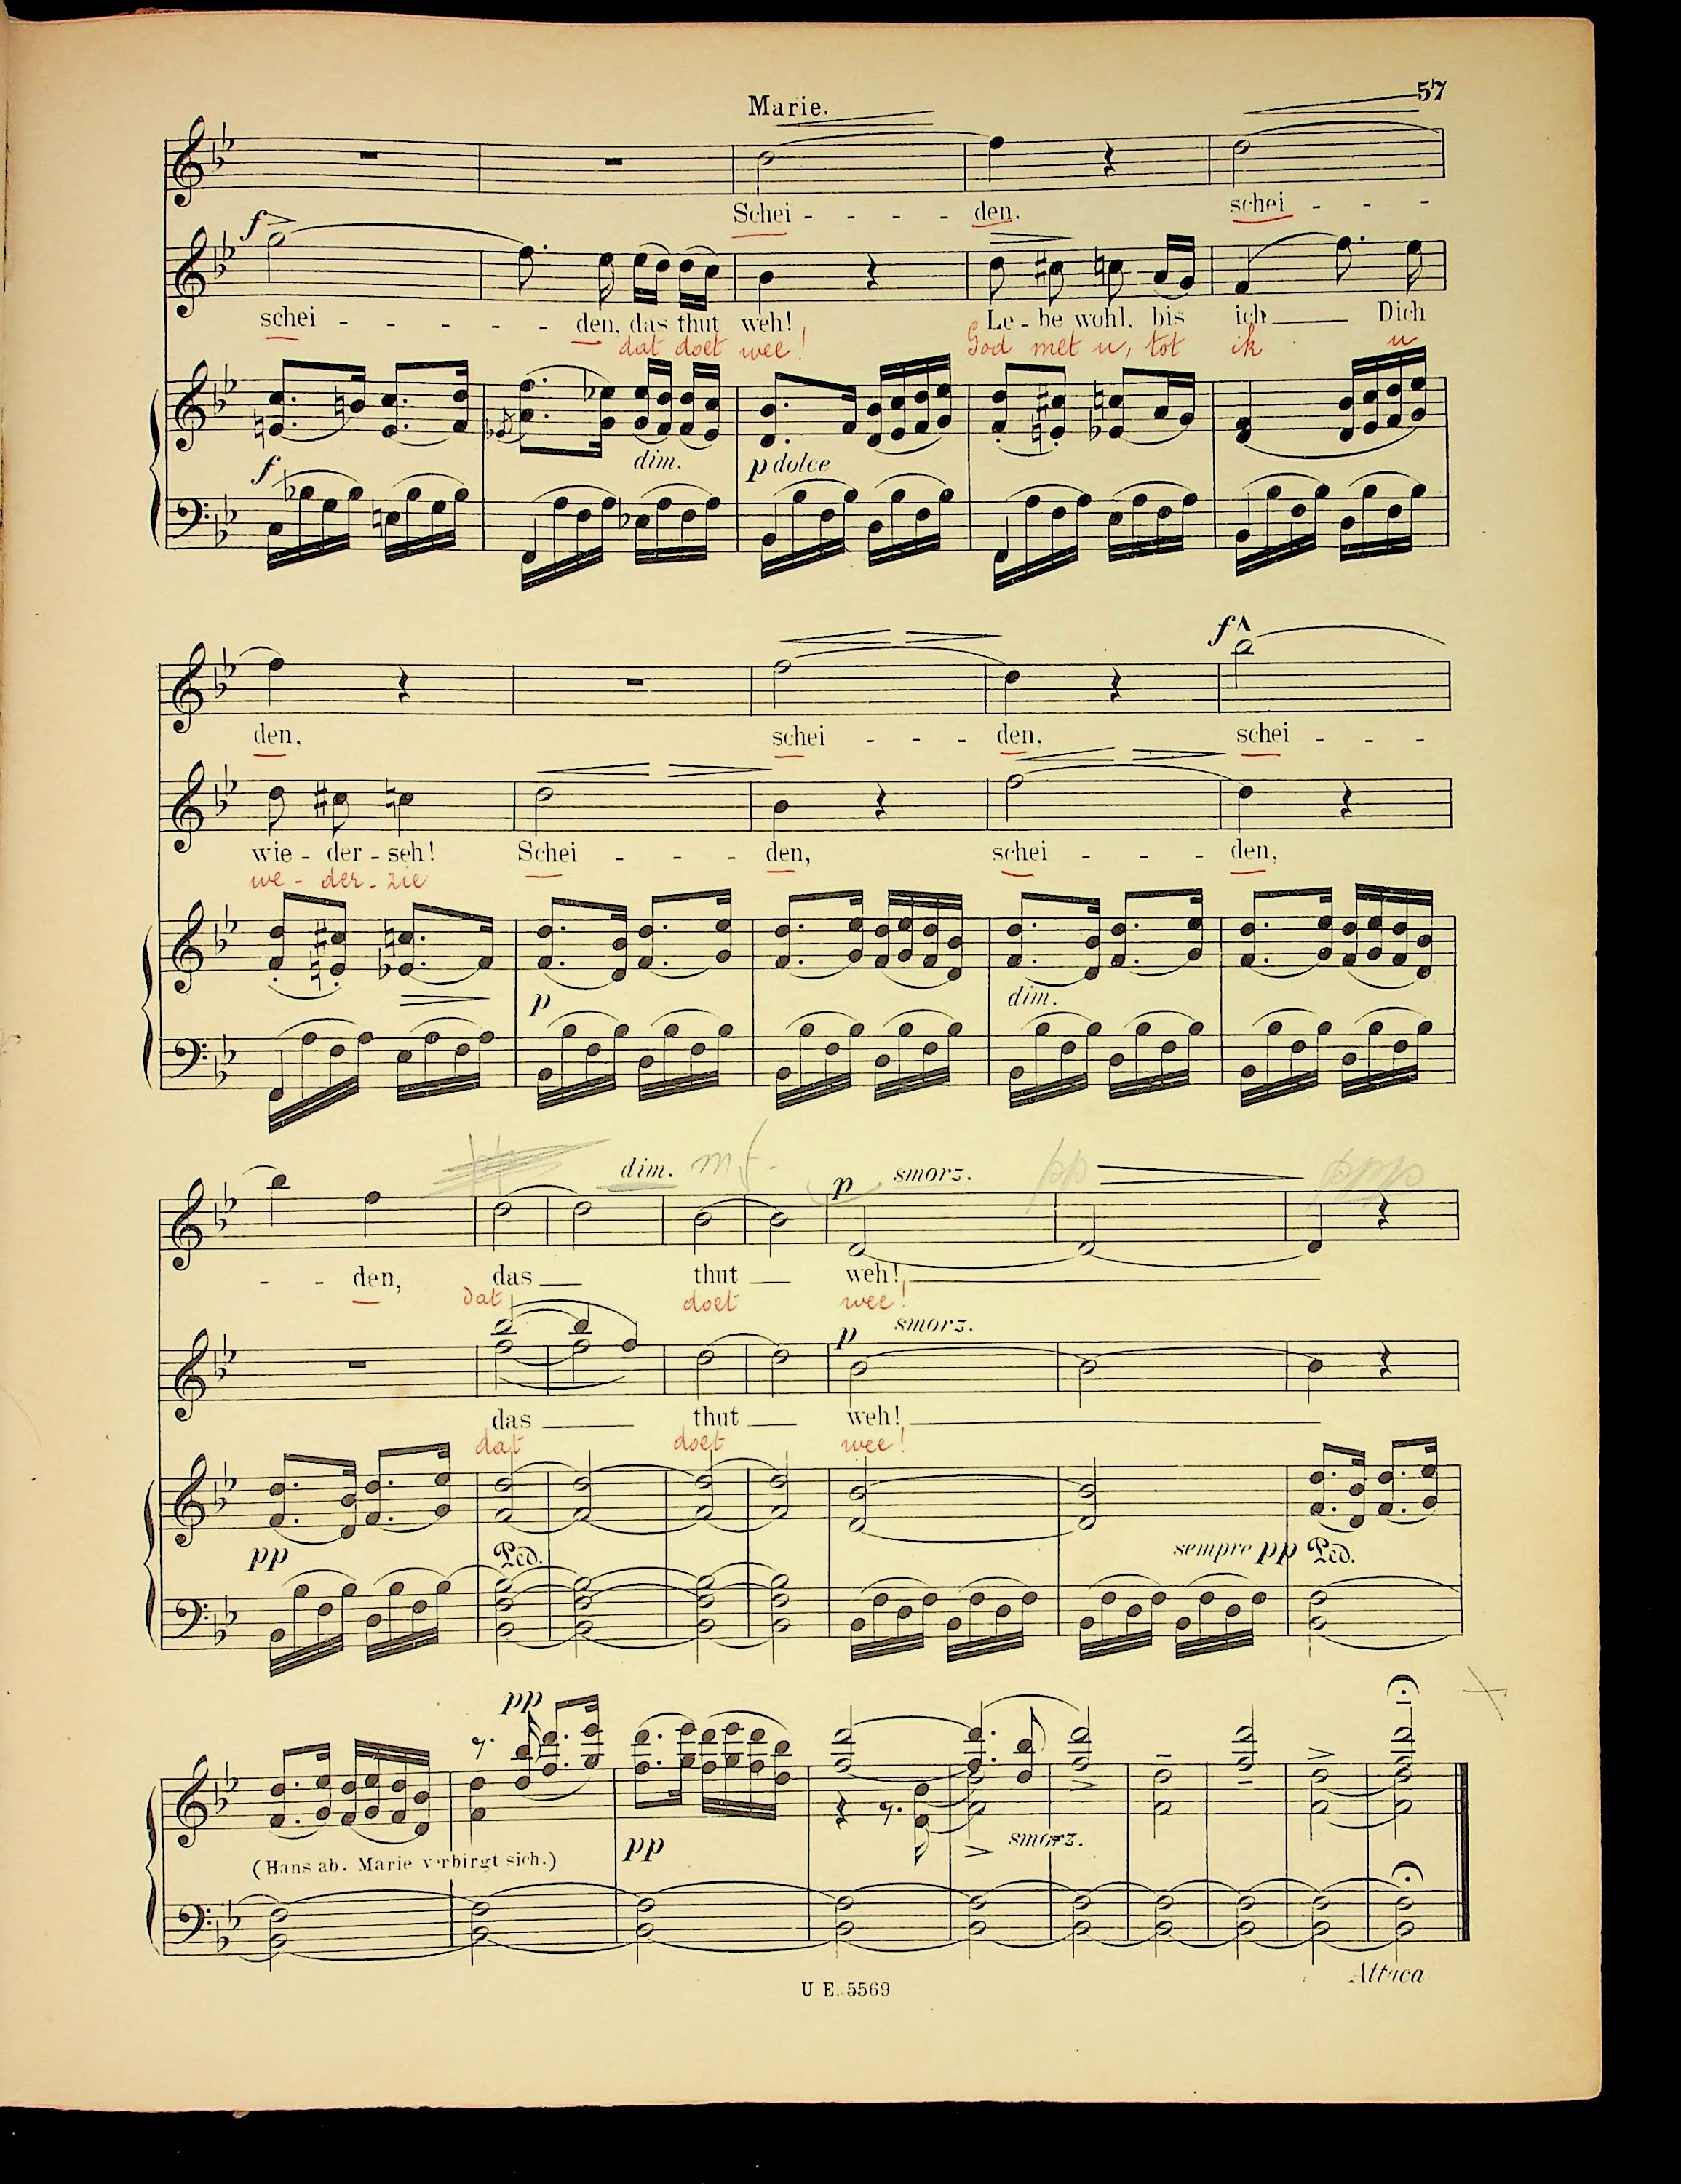 57
Marie.
Schei - - - - den. schei - - -
f
schei - - - - - den, das thut weh! Le - be wohl, bis ich Dich
dat doet wee! God met u, tot ik u
f dim. p dolce
f
den, schei - - - den, schei - - -
wie - der - seh! Schei - - - den, schei - - - den,
we - der - zie
p dim.
pp dim. mf. p smorz. pp ppp
- - den, das thut weh!
dat doet wee!
p smorz.
das thut weh!
dat doet wee!
pp Ped. sempre pp Ped.
pp
(Hans ab. Marie verbirgt sich.) pp smorz.
Attaca
U E. 5569